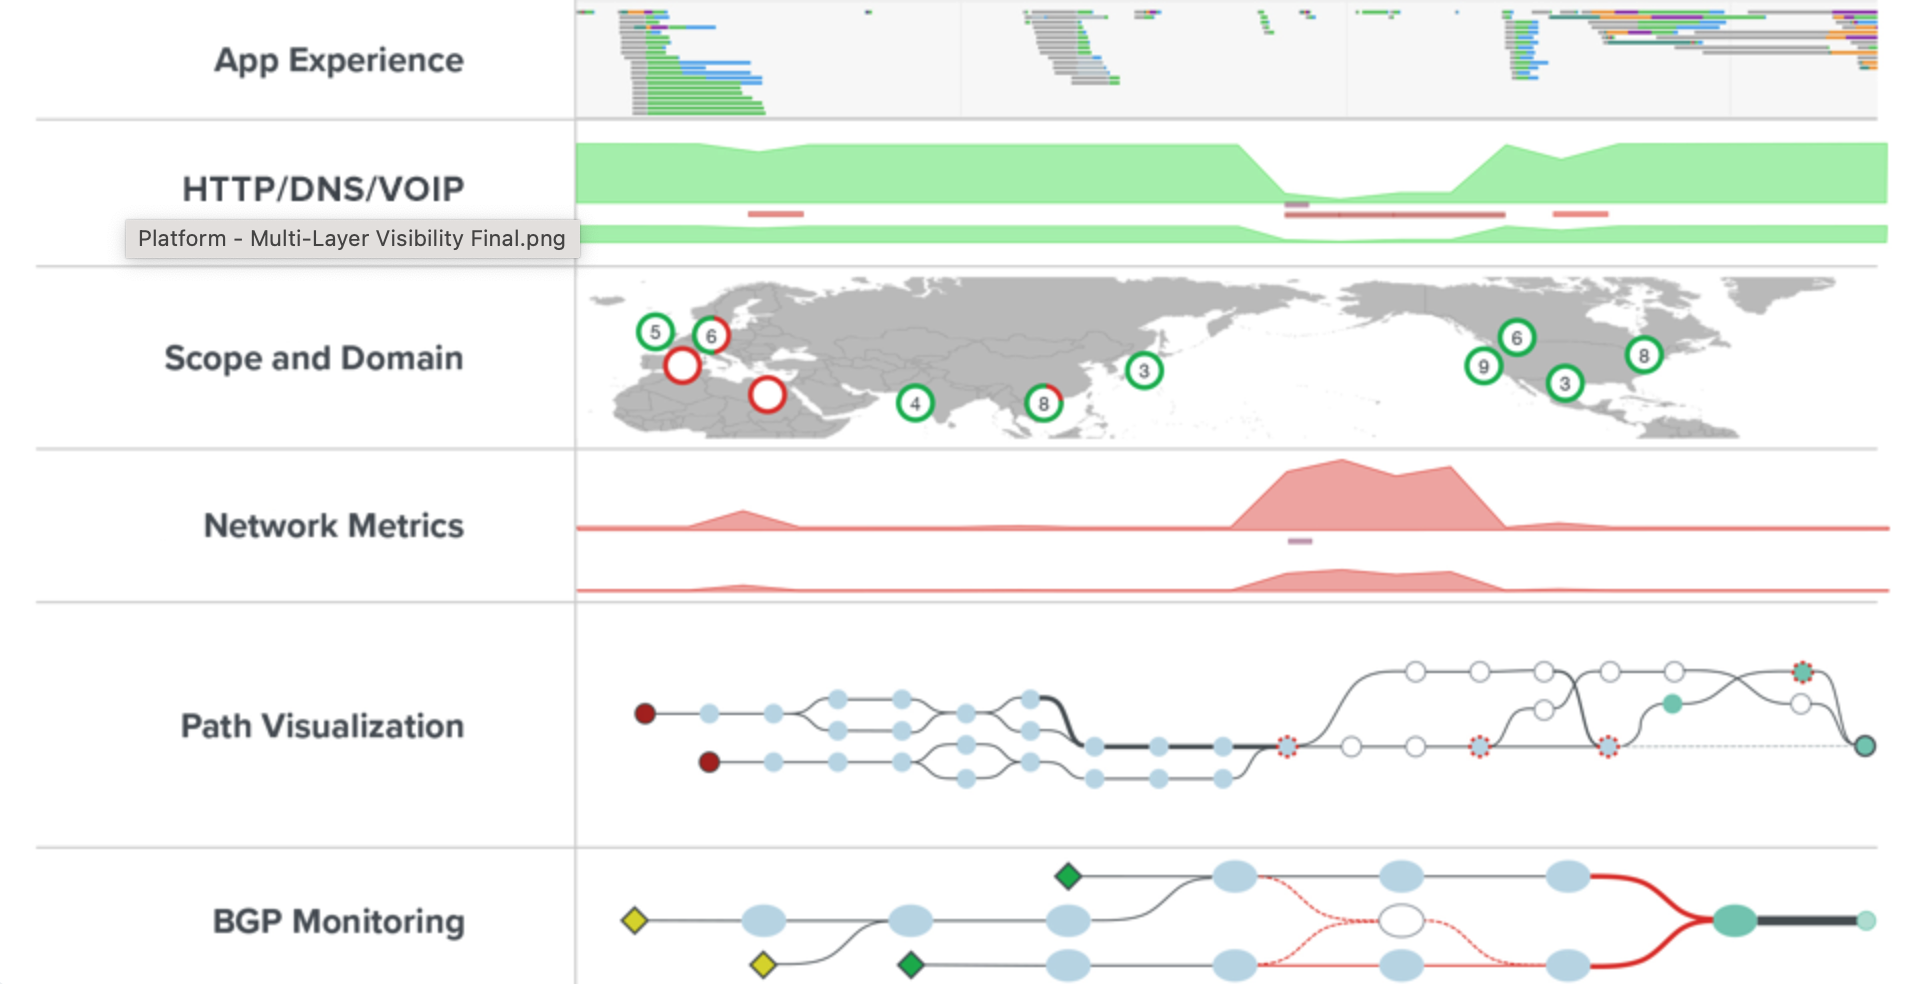 App Experience
HTTP/DNS/VOIP
Platform - Multi-Layer Visibility Final.png
Scope and Domain
5
6
4
8
3
9
6
3
8
Network Metrics
Path Visualization
BGP Monitoring